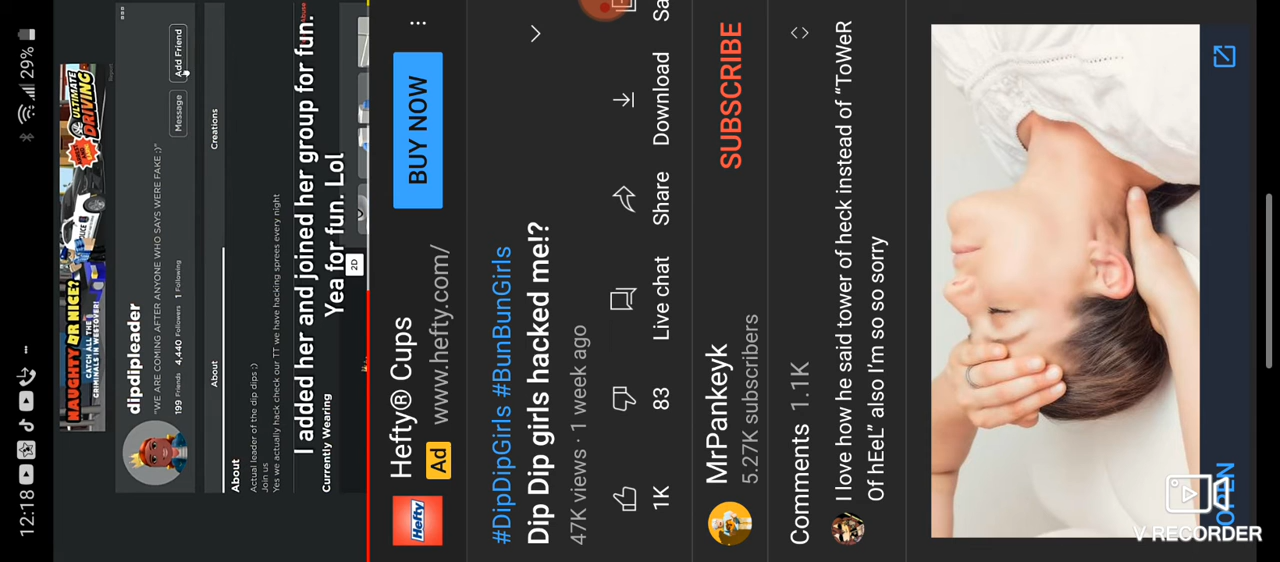 12:18
29%
NAUGHTY OR NICE?
CATCH ALL THE
CRIMINALS IN WESTOVER!
ULTIMATE
DRIVING
dipdipleader
"WE ARE COMING AFTER ANYONE WHO SAYS WERE FAKE ;)"
199 Friends 4,440 Followers 1 Following
Message
Add Friend
About
Creations
About
Actual leader of the dip dips :)
Join us
Yes we actually hack check our TT we have hacking sprees every night
I added her and joined her group for fun.
Yea for fun. Lol
Currently Wearing
2D
Hefty
Hefty® Cups
Ad
www.hefty.com/
BUY NOW
#DipDipGirls #BunBunGirls
Dip Dip girls hacked me!?
47K views · 1 week ago
1K
83
Live chat
Share
Download
MrPankeyk
5.27K subscribers
SUBSCRIBE
Comments 1.1K
I love how he said tower of heck instead of "ToWeR
Of hEeL" also I'm so so sorry
OPEN
V RECORDER